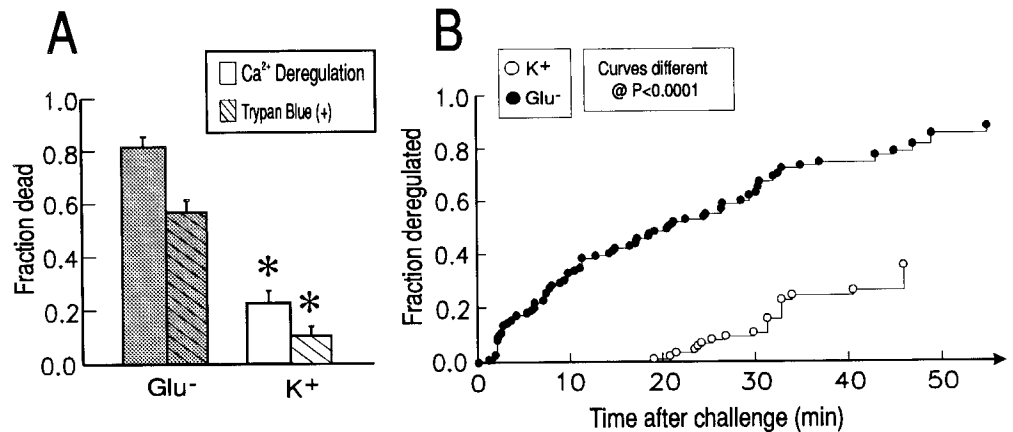 A
Ca²⁺ Deregulation
Trypan Blue (+)
Fraction dead
1.0
0.8
0.6
0.4
0.2
0.0
*
*
Glu⁻
K⁺
B
K⁺
Glu⁻
Curves different
@ P<0.0001
Fraction deregulated
1.0
0.8
0.6
0.4
0.2
0.0
0 10 20 30 40 50
Time after challenge (min)